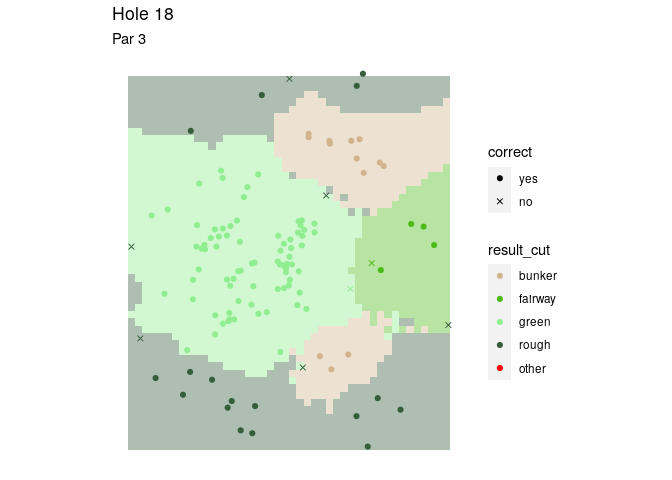 Hole 18
Par 3
correct
yes
no
result_cut
bunker
fairway
green
rough
other